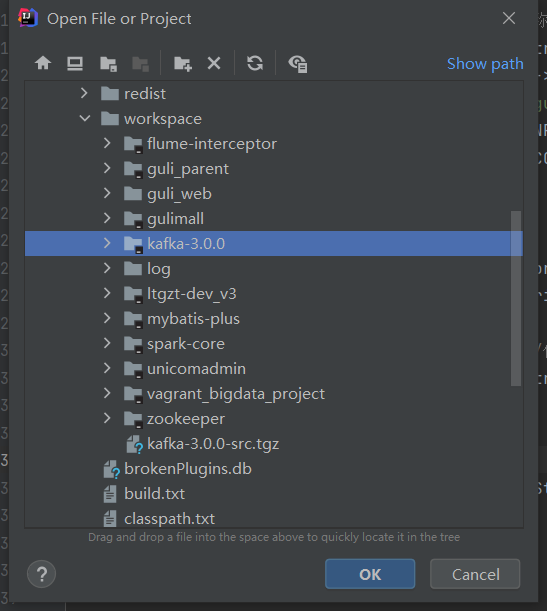 Open File or Project
Show path
redist
workspace
flume-interceptor
guli_parent
guli_web
gulimall
kafka-3.0.0
log
ltgzt-dev_v3
mybatis-plus
spark-core
unicomadmin
vagrant_bigdata_project
zookeeper
kafka-3.0.0-src.tgz
brokenPlugins.db
build.txt
classpath.txt
Drag and drop a file into the space above to quickly locate it in the tree
?
OK
Cancel